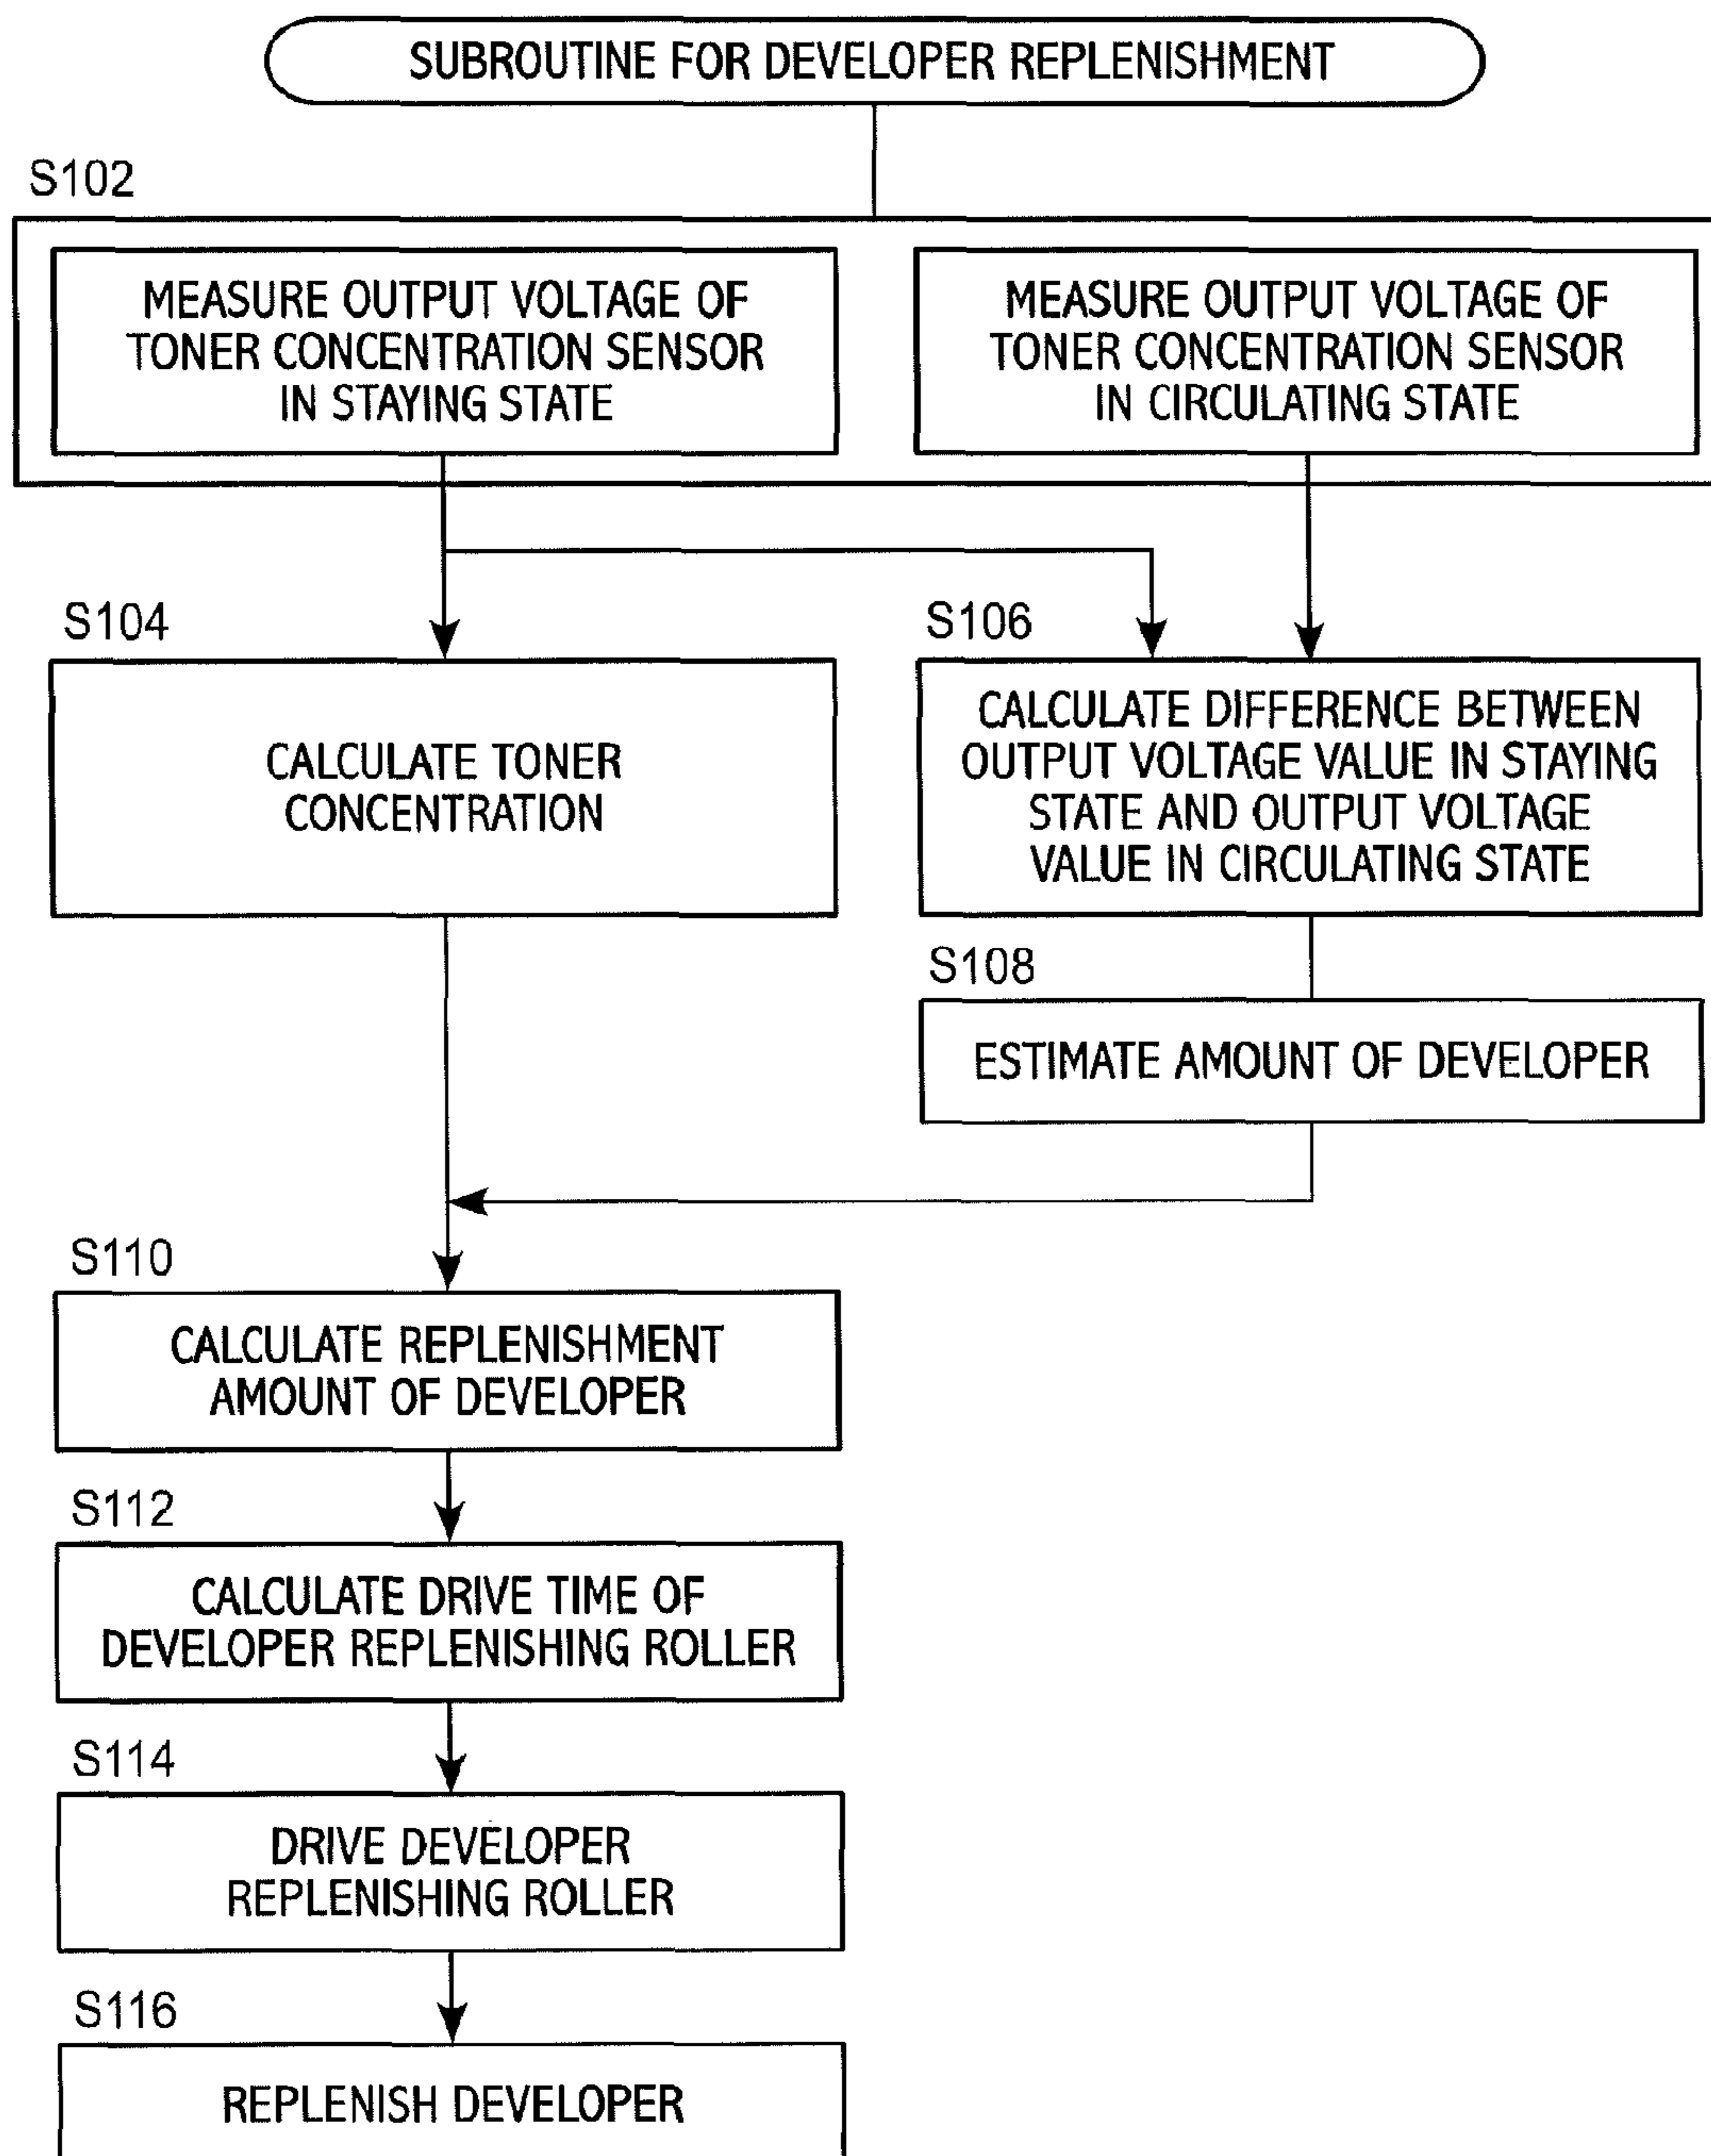 SUBROUTINE FOR DEVELOPER REPLENISHMENT
S102
MEASURE OUTPUT VOLTAGE OF
TONER CONCENTRATION SENSOR
IN STAYING STATE
MEASURE OUTPUT VOLTAGE OF
TONER CONCENTRATION SENSOR
IN CIRCULATING STATE
S104
CALCULATE TONER
CONCENTRATION
S106
CALCULATE DIFFERENCE BETWEEN
OUTPUT VOLTAGE VALUE IN STAYING
STATE AND OUTPUT VOLTAGE
VALUE IN CIRCULATING STATE
S108
ESTIMATE AMOUNT OF DEVELOPER
S110
CALCULATE REPLENISHMENT
AMOUNT OF DEVELOPER
S112
CALCULATE DRIVE TIME OF
DEVELOPER REPLENISHING ROLLER
S114
DRIVE DEVELOPER
REPLENISHING ROLLER
S116
REPLENISH DEVELOPER